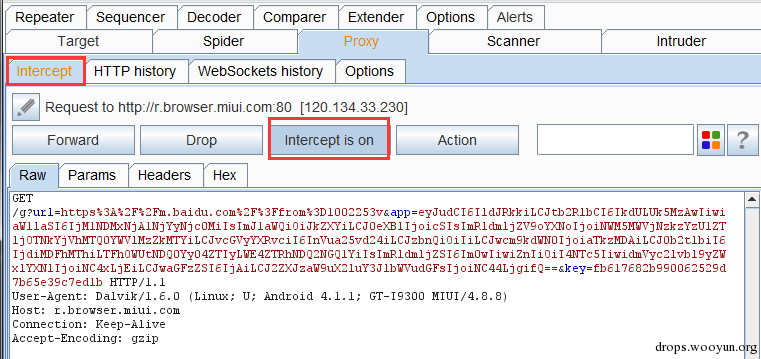 Repeater Sequencer Decoder Comparer Extender Options Alerts
Target Spider Proxy Scanner Intruder
Intercept HTTP history WebSockets history Options
Request to http://r.browser.miui.com:80 [120.134.33.230]
Forward Drop Intercept is on Action ?
Raw Params Headers Hex
GET
/g?url=https%3A%2F%2Fm.baidu.com%2F%3Ffrom%3D1002253v&app=
&key=fb617682b990062529d
7b65e39c7ed1b HTTP/1.1
User-Agent: Dalvik/1.6.0 (Linux; U; Android 4.1.1; GT-I9300 MIUI/4.8.8)
Host: r.browser.miui.com
Connection: Keep-Alive
Accept-Encoding: gzip
drops.wooyun.org